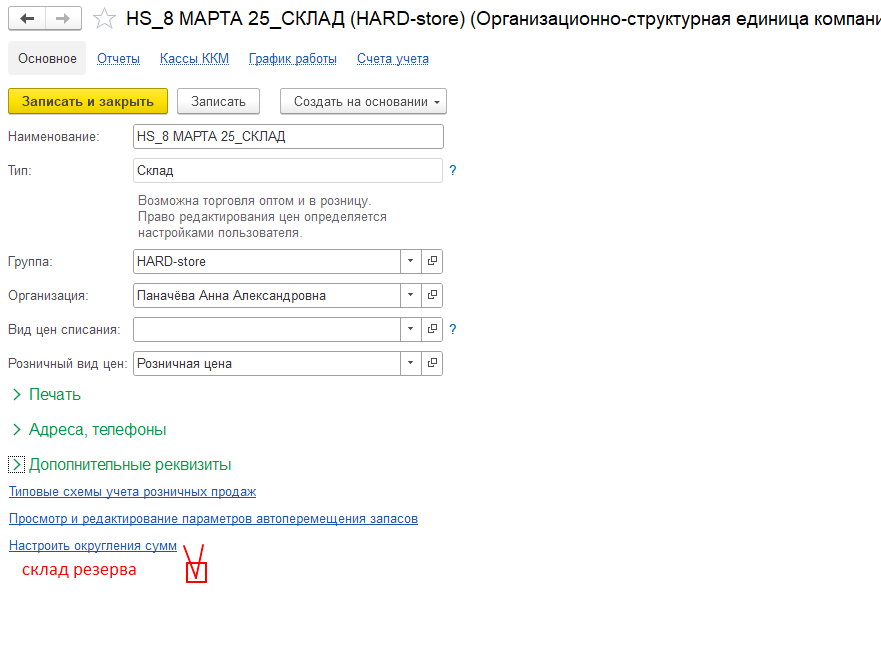 HS_8 МАРТА 25_СКЛАД (HARD-store) (Организационно-структурная единица компани
Основное Отчеты Кассы ККМ График работы Счета учета
Записать и закрыть Записать Создать на основании
Наименование: HS_8 МАРТА 25_СКЛАД
Тип: Склад ?
Возможна торговля оптом и в розницу.
Право редактирования цен определяется
настройками пользователя.
Группа: HARD-store
Организация: Паначёва Анна Александровна
Вид цен списания: ?
Розничный вид цен: Розничная цена
Печать
Адреса, телефоны
Дополнительные реквизиты
Типовые схемы учета розничных продаж
Просмотр и редактирование параметров автоперемещения запасов
Настроить округления сумм
склад резерва